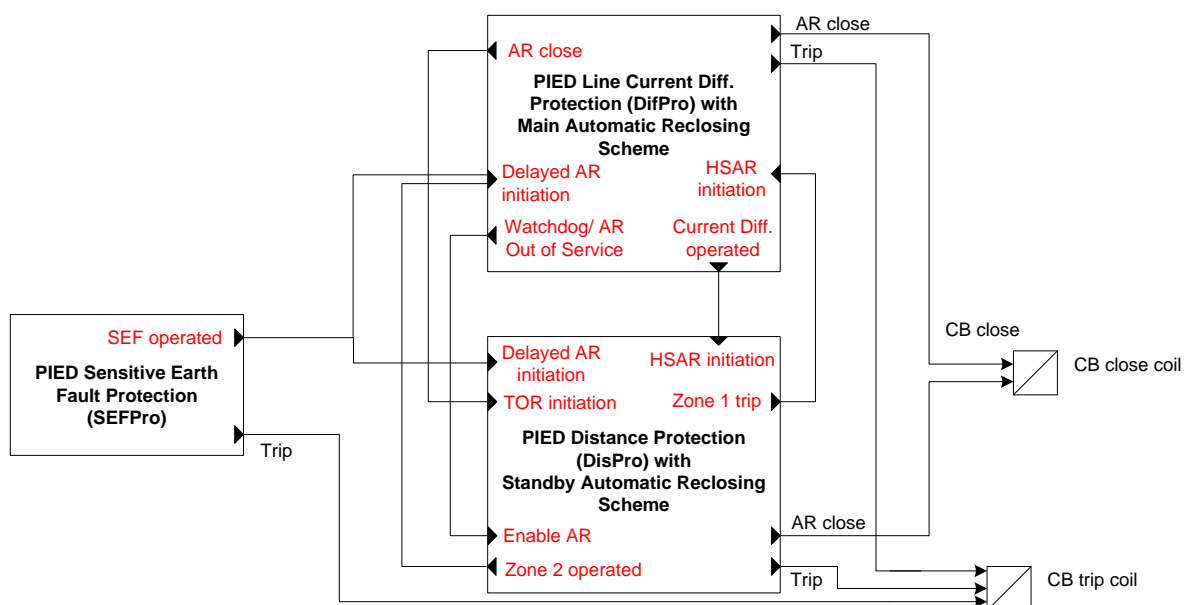 AR close
Trip
AR close
PIED Line Current Diff.
Protection (DifPro) with
Main Automatic Reclosing
Scheme
Delayed AR
initiation
HSAR
initiation
Watchdog/ AR
Out of Service
Current Diff.
operated
SEF operated
PIED Sensitive Earth
Fault Protection
(SEFPro)
Trip
Delayed AR
initiation
HSAR initiation
TOR initiation
Zone 1 trip
PIED Distance Protection
(DisPro) with
Standby Automatic Reclosing
Scheme
Enable AR
Zone 2 operated
AR close
Trip
CB close
CB close coil
CB trip coil